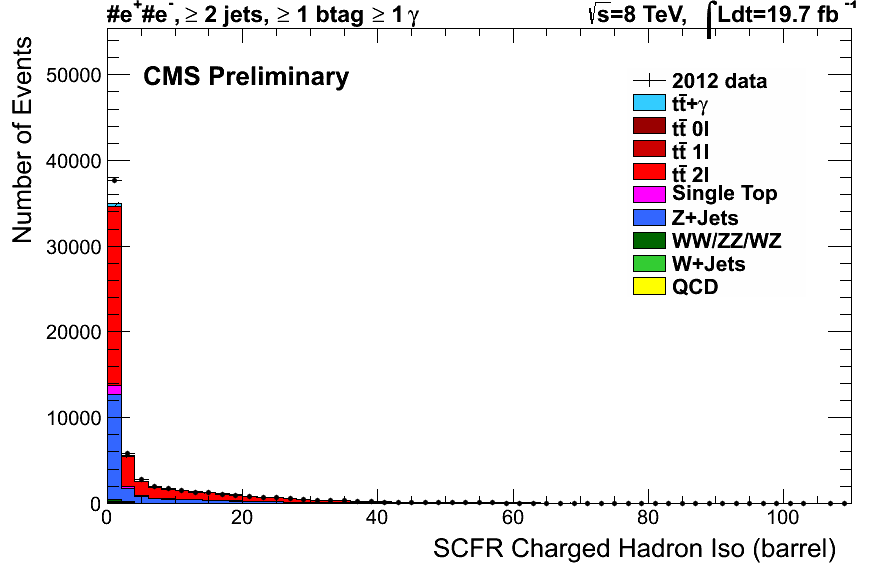 #e⁺#e⁻, ≥ 2 jets, ≥ 1 btag ≥ 1 γ
√s=8 TeV, ∫Ldt=19.7 fb⁻¹
CMS Preliminary
2012 data
tt̄+γ
tt̄ 0l
tt̄ 1l
tt̄ 2l
Single Top
Z+Jets
WW/ZZ/WZ
W+Jets
QCD
Number of Events
50000
40000
30000
20000
10000
0
0 20 40 60 80 100
SCFR Charged Hadron Iso (barrel)